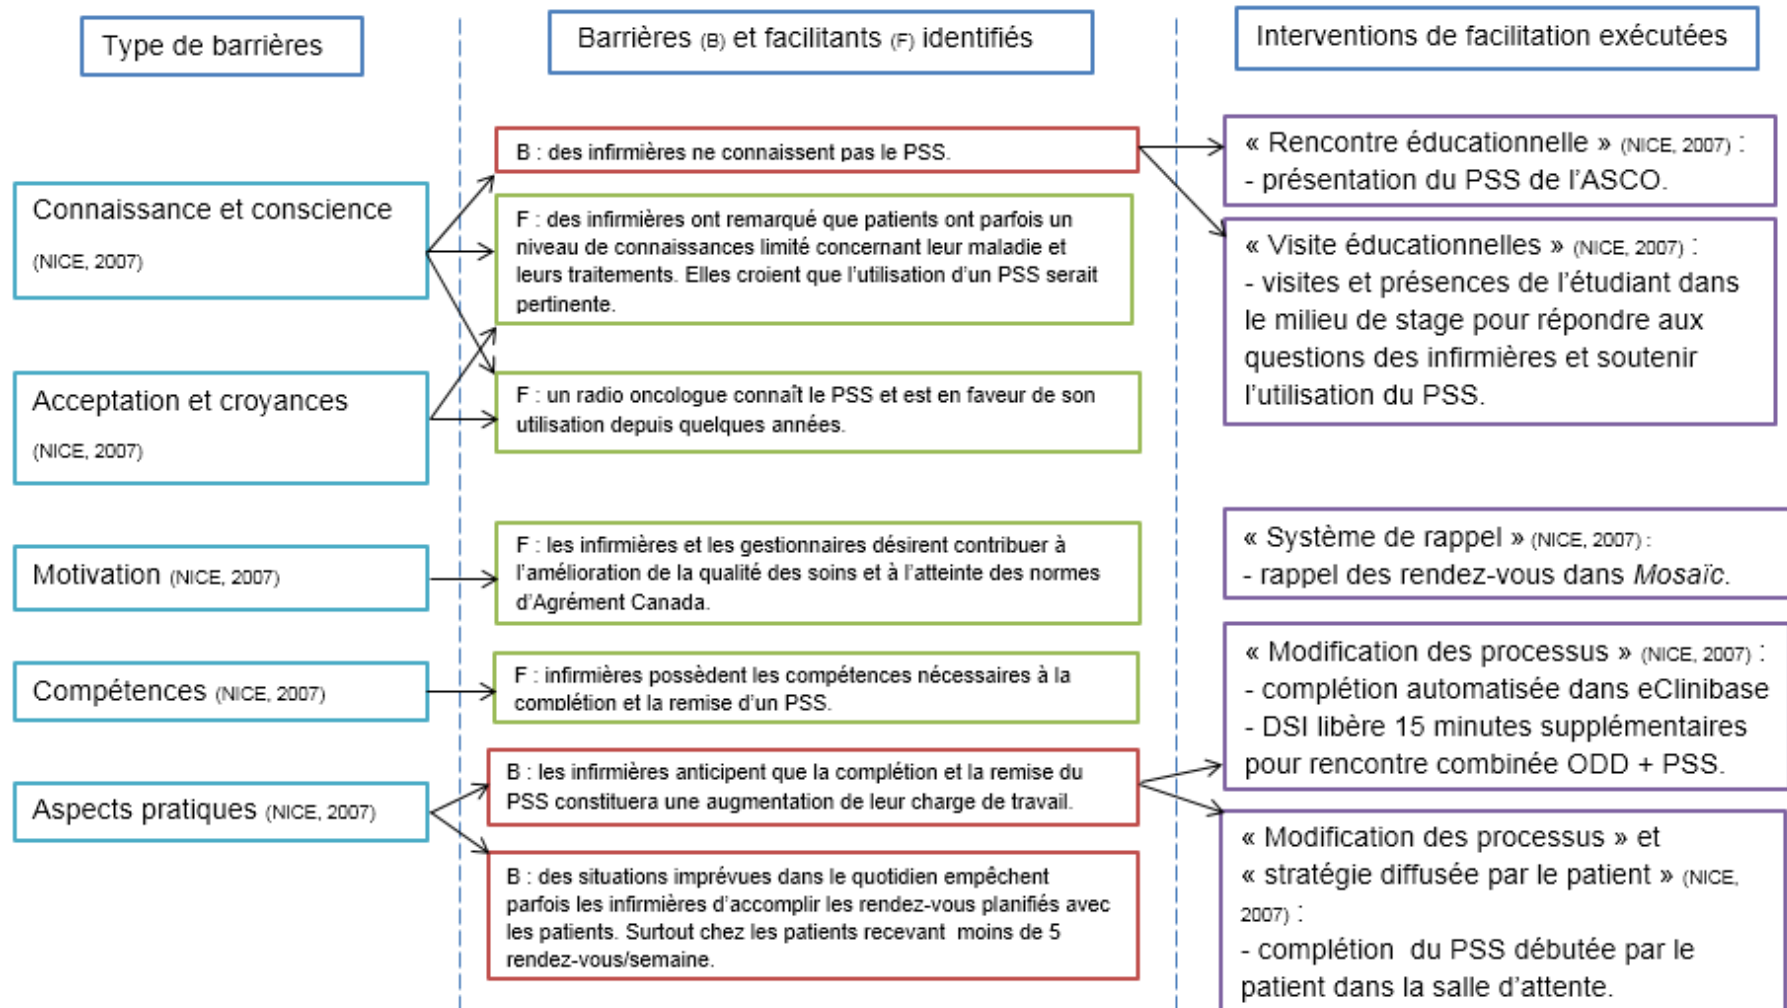 Type de barrières
Barrières (B) et facilitants (F) identifiés
Interventions de facilitation exécutées
Connaissance et conscience
(NICE, 2007)
Acceptation et croyances
(NICE, 2007)
Motivation (NICE, 2007)
Compétences (NICE, 2007)
Aspects pratiques (NICE, 2007)
B : des infirmières ne connaissent pas le PSS.
F : des infirmières ont remarqué que patients ont parfois un
niveau de connaissances limité concernant leur maladie et
leurs traitements. Elles croient que l'utilisation d'un PSS serait
pertinente.
F : un radio oncologue connaît le PSS et est en faveur de son
utilisation depuis quelques années.
F : les infirmières et les gestionnaires désirent contribuer à
l'amélioration de la qualité des soins et à l'atteinte des normes
d'Agrément Canada.
F : infirmières possèdent les compétences nécessaires à la
complétion et la remise d'un PSS.
B : les infirmières anticipent que la complétion et la remise du
PSS constituera une augmentation de leur charge de travail.
B : des situations imprévues dans le quotidien empêchent
parfois les infirmières d'accomplir les rendez-vous planifiés avec
les patients. Surtout chez les patients recevant moins de 5
rendez-vous/semaine.
« Rencontre éducationnelle » (NICE, 2007) :
- présentation du PSS de l'ASCO.
« Visite éducationnelles » (NICE, 2007) :
- visites et présences de l'étudiant dans
le milieu de stage pour répondre aux
questions des infirmières et soutenir
l'utilisation du PSS.
« Système de rappel » (NICE, 2007) :
- rappel des rendez-vous dans Mosaïc.
« Modification des processus » (NICE, 2007) :
- complétion automatisée dans eClinibase
- DSI libère 15 minutes supplémentaires
pour rencontre combinée ODD + PSS.
« Modification des processus » et
« stratégie diffusée par le patient » (NICE,
2007) :
- complétion du PSS débutée par le
patient dans la salle d'attente.